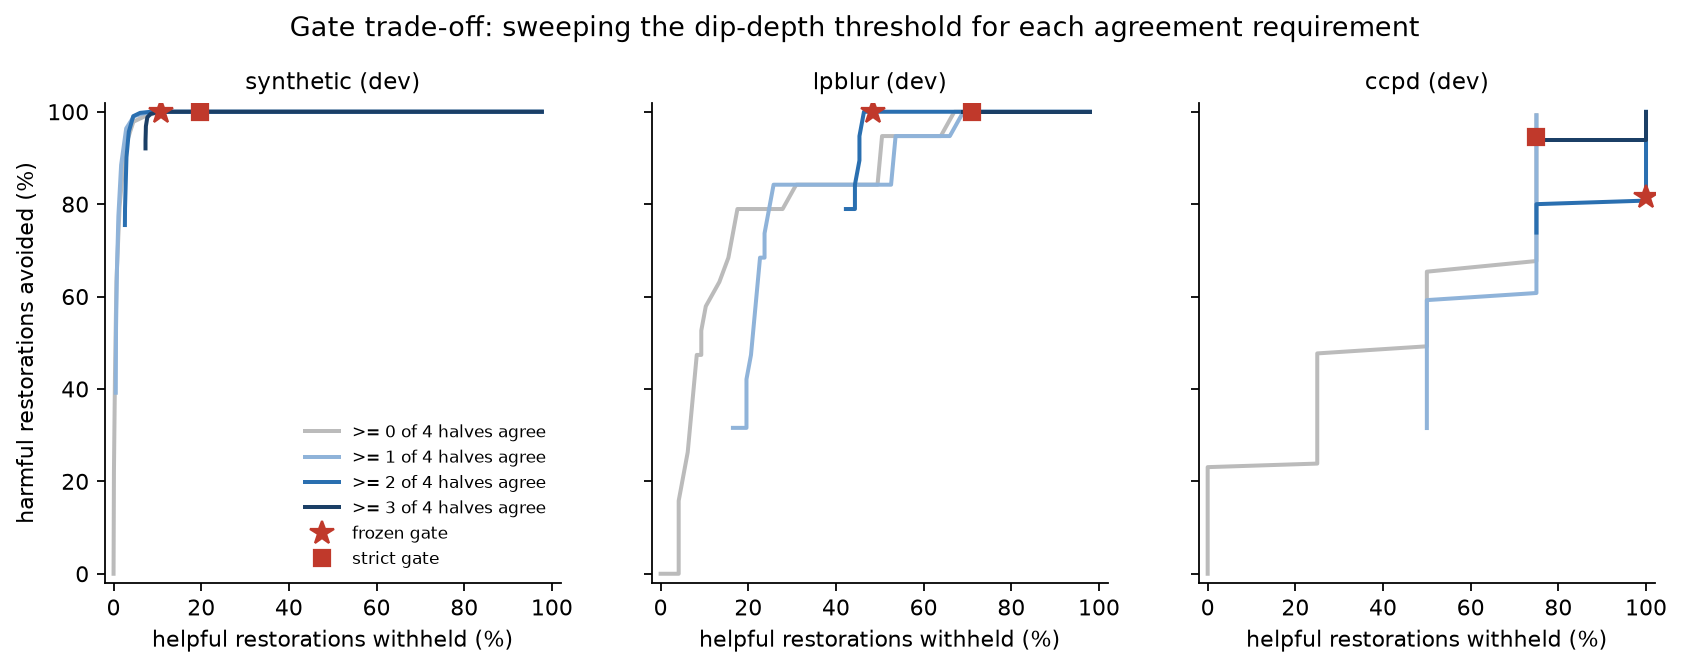 Gate trade-off: sweeping the dip-depth threshold for each agreement requirement
synthetic (dev)
lpblur (dev)
ccpd (dev)
harmful restorations avoided (%)
100
80
60
40
20
0
>= 0 of 4 halves agree
>= 1 of 4 halves agree
>= 2 of 4 halves agree
>= 3 of 4 halves agree
frozen gate
strict gate
0 20 40 60 80 100
0 20 40 60 80 100
0 20 40 60 80 100
helpful restorations withheld (%)
helpful restorations withheld (%)
helpful restorations withheld (%)